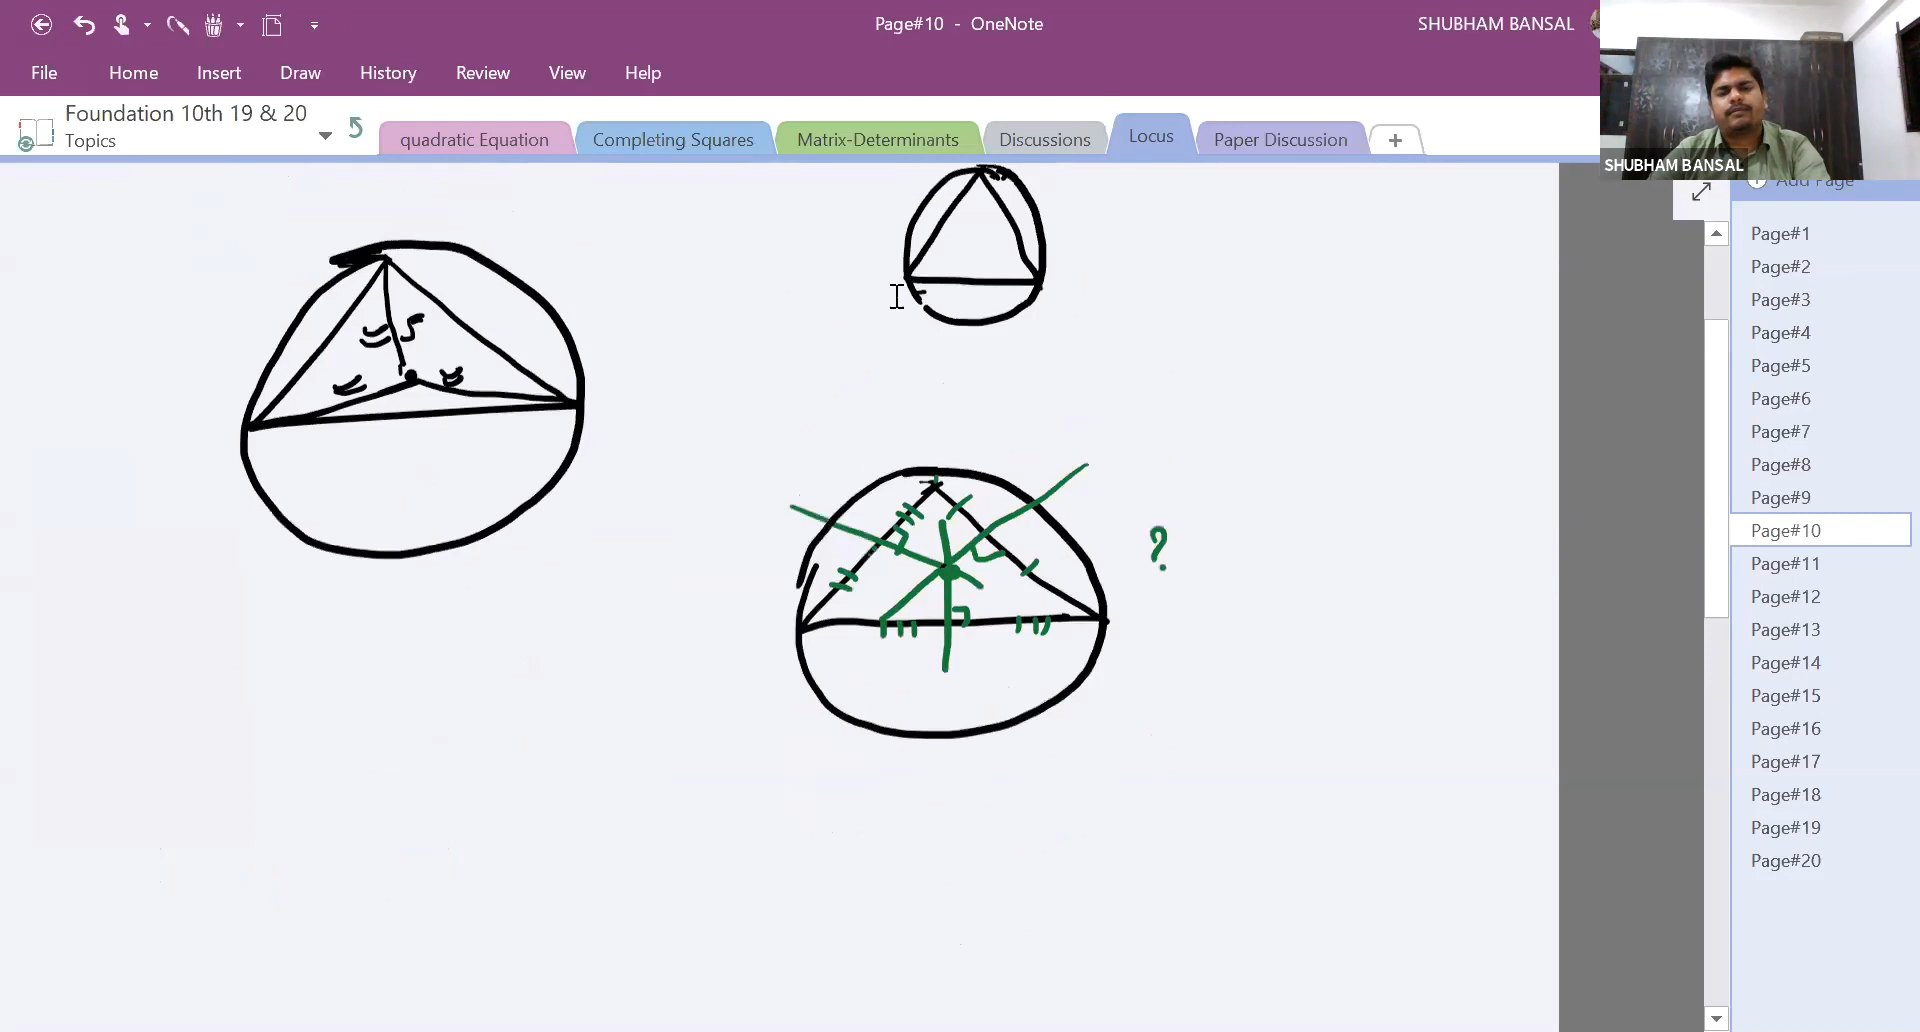 Page#10 - OneNote
SHUBHAM BANSAL
File Home Insert Draw History Review View Help
SHUBHAM BANSAL
Foundation 10th 19 & 20
Topics
quadratic Equation
Completing Squares
Matrix-Determinants
Discussions
Locus
Paper Discussion
+
Add Page
Page#1
Page#2
Page#3
Page#4
Page#5
Page#6
Page#7
Page#8
Page#9
Page#10
Page#11
Page#12
Page#13
Page#14
Page#15
Page#16
Page#17
Page#18
Page#19
Page#20
?